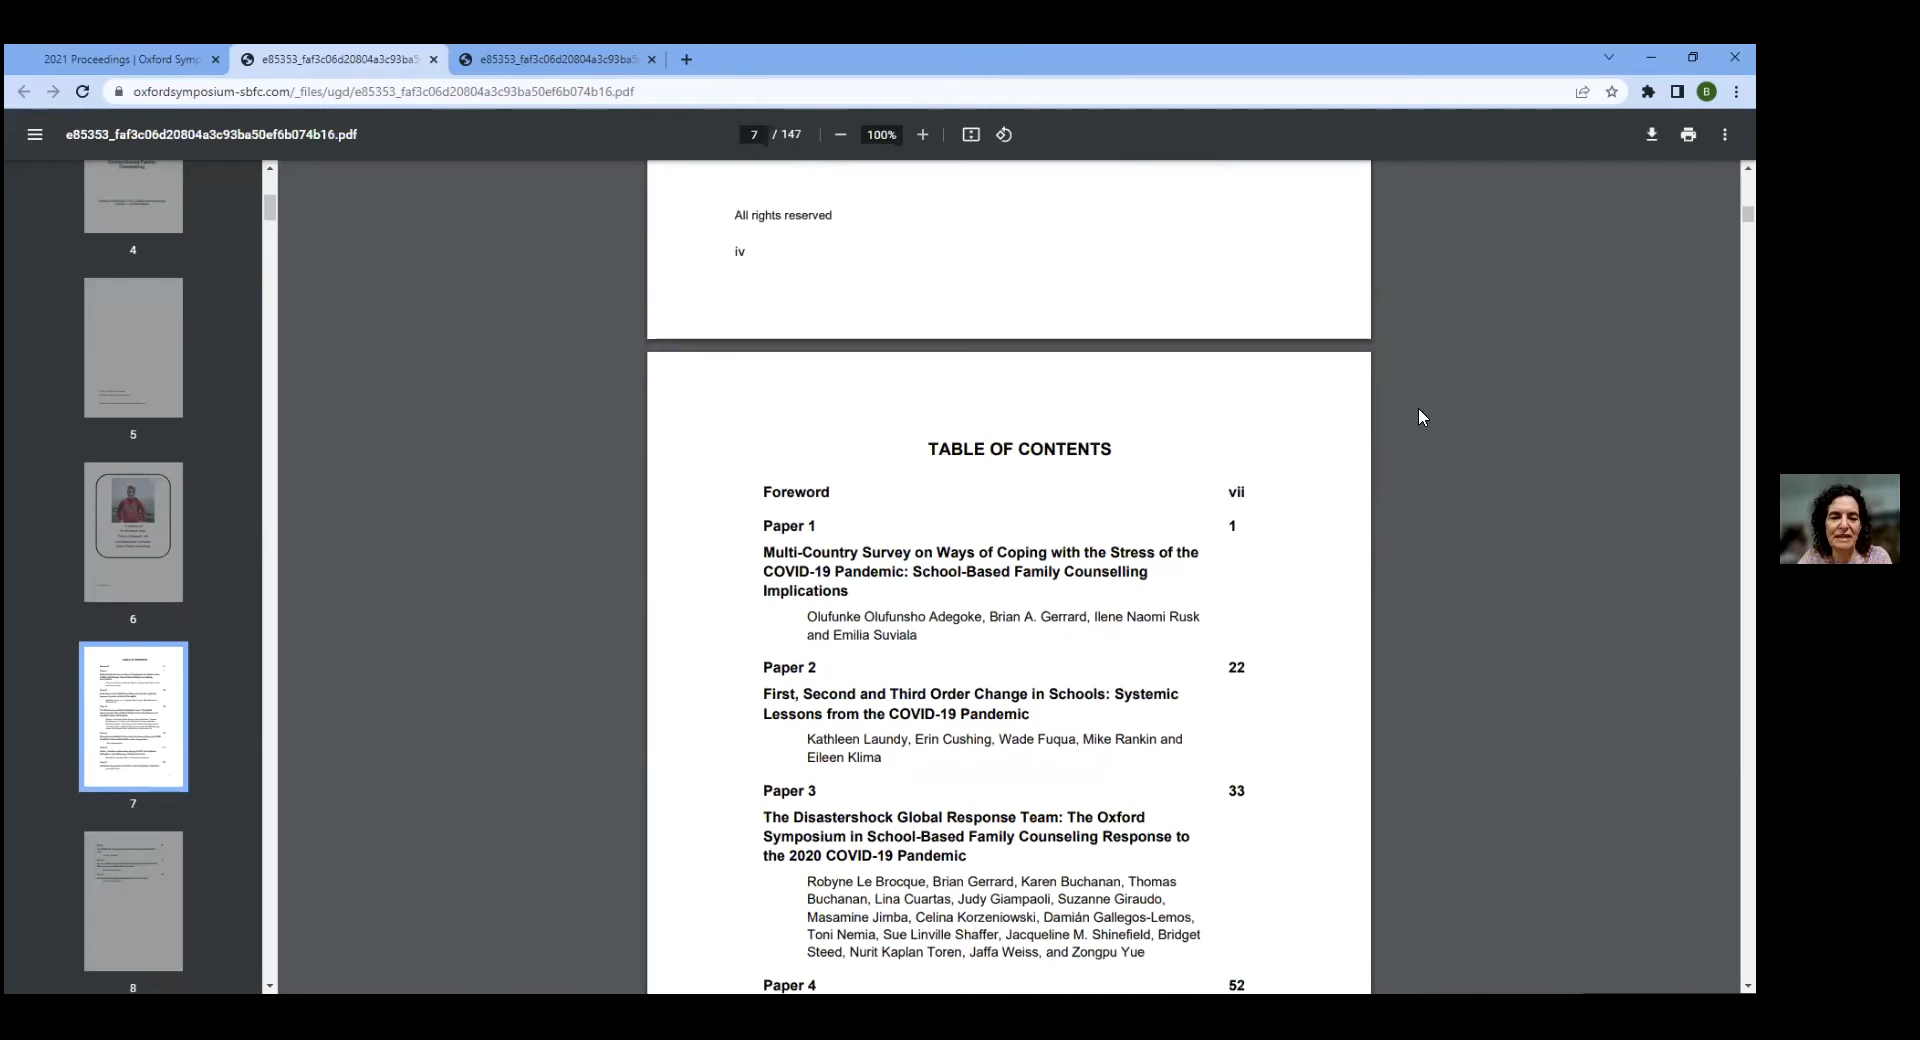 2021 Proceedings | Oxford Symp
e85353_faf3c06d20804a3c93ba5
e85353_faf3c06d20804a3c93ba5
oxfordsymposium-sbfc.com/_files/ugd/e85353_faf3c06d20804a3c93ba50ef6b074b16.pdf
B
e85353_faf3c06d20804a3c93ba50ef6b074b16.pdf
7 / 147
100%
4
5
6
7
8
All rights reserved
iv
TABLE OF CONTENTS
Foreword vii
Paper 1 1
Multi-Country Survey on Ways of Coping with the Stress of the
COVID-19 Pandemic: School-Based Family Counselling
Implications
Olufunke Olufunsho Adegoke, Brian A. Gerrard, Ilene Naomi Rusk
and Emilia Suviala
Paper 2 22
First, Second and Third Order Change in Schools: Systemic
Lessons from the COVID-19 Pandemic
Kathleen Laundy, Erin Cushing, Wade Fuqua, Mike Rankin and
Eileen Klima
Paper 3 33
The Disastershock Global Response Team: The Oxford
Symposium in School-Based Family Counseling Response to
the 2020 COVID-19 Pandemic
Robyne Le Brocque, Brian Gerrard, Karen Buchanan, Thomas
Buchanan, Lina Cuartas, Judy Giampaoli, Suzanne Giraudo,
Masamine Jimba, Celina Korzeniowski, Damián Gallegos-Lemos,
Toni Nemia, Sue Linville Shaffer, Jacqueline M. Shinefield, Bridget
Steed, Nurit Kaplan Toren, Jaffa Weiss, and Zongpu Yue
Paper 4 52